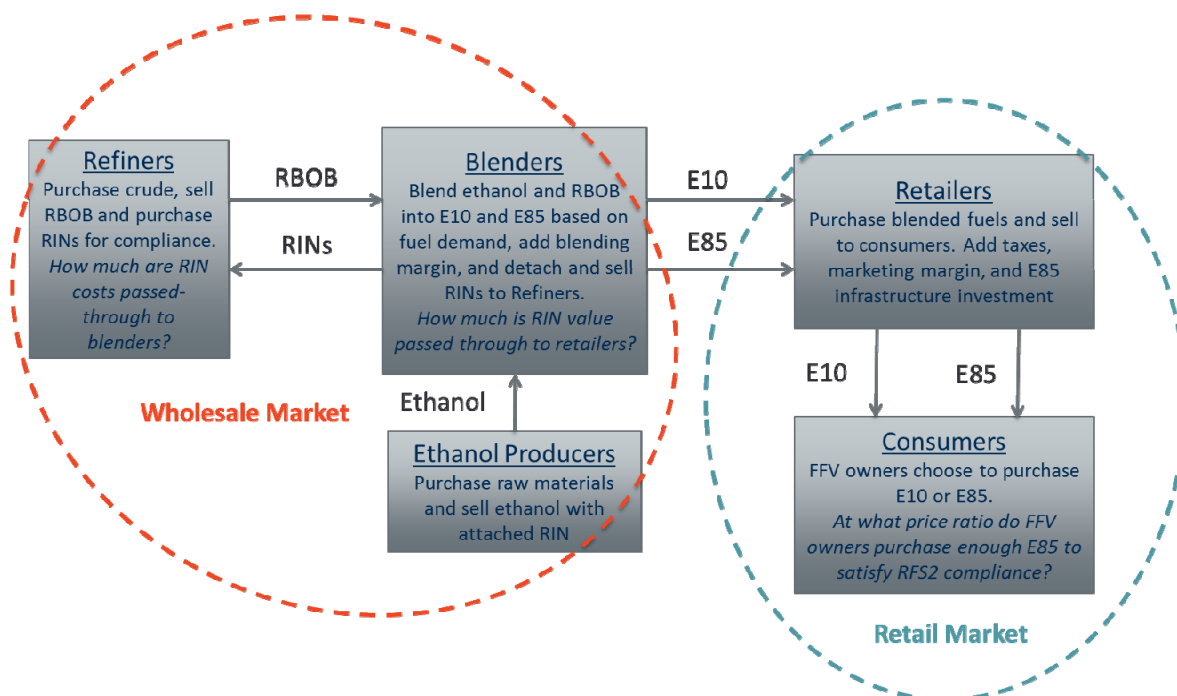 Refiners
Purchase crude, sell
RBOB and purchase
RINs for compliance.
How much are RIN
costs passed-
through to
blenders?
RBOB
RINs
Blenders
Blend ethanol and RBOB
into E10 and E85 based on
fuel demand, add blending
margin, and detach and sell
RINs to Refiners.
How much is RIN value
passed through to retailers?
E10
E85
Retailers
Purchase blended fuels and sell
to consumers. Add taxes,
marketing margin, and E85
infrastructure investment
Wholesale Market
Ethanol
Ethanol Producers
Purchase raw materials
and sell ethanol with
attached RIN
E10
E85
Consumers
FFV owners choose to purchase
E10 or E85.
At what price ratio do FFV
owners purchase enough E85 to
satisfy RFS2 compliance?
Retail Market